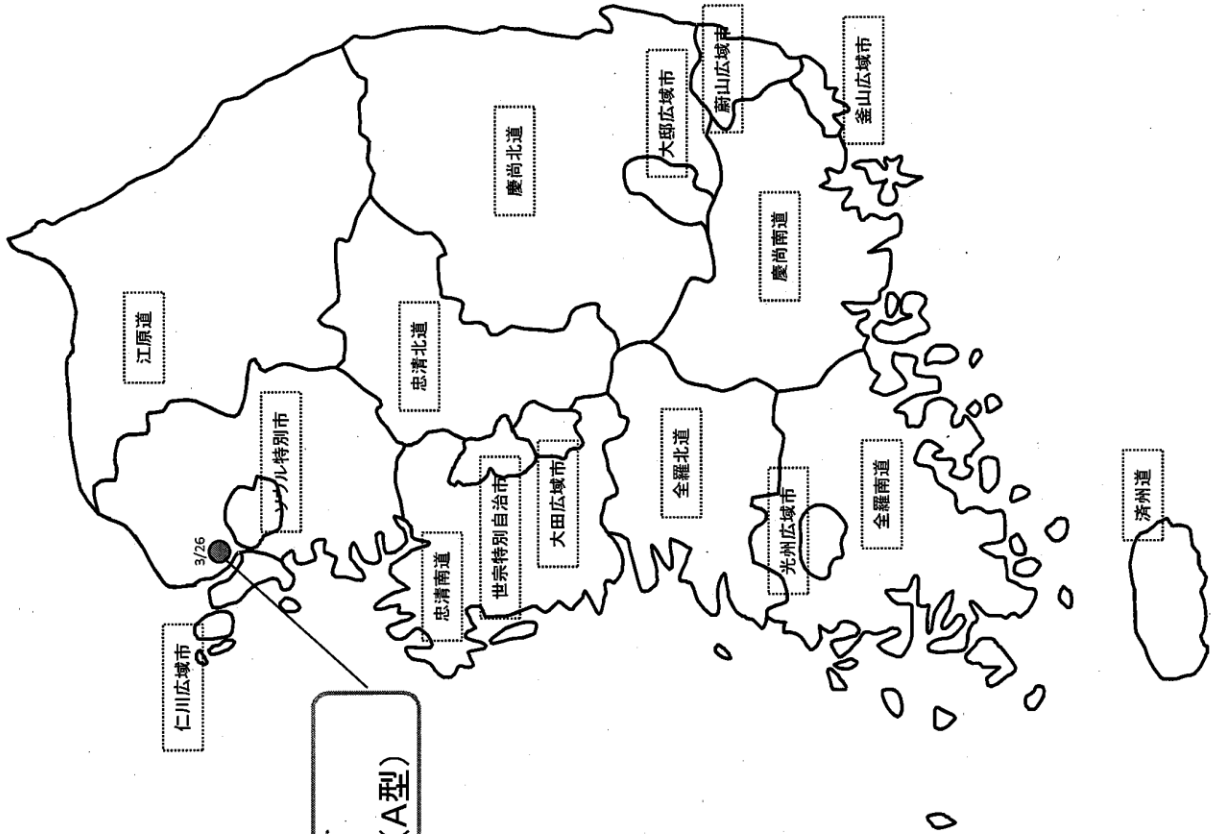 江原道
ソウル特別市
3/26
仁川広域市
忠清北道
慶尚北道
忠清南道
世宗特別自治市
大田広域市
大邱広域市
蔚山広域市
釜山広域市
慶尚南道
全羅北道
光州広域市
全羅南道
済州道
(A型)